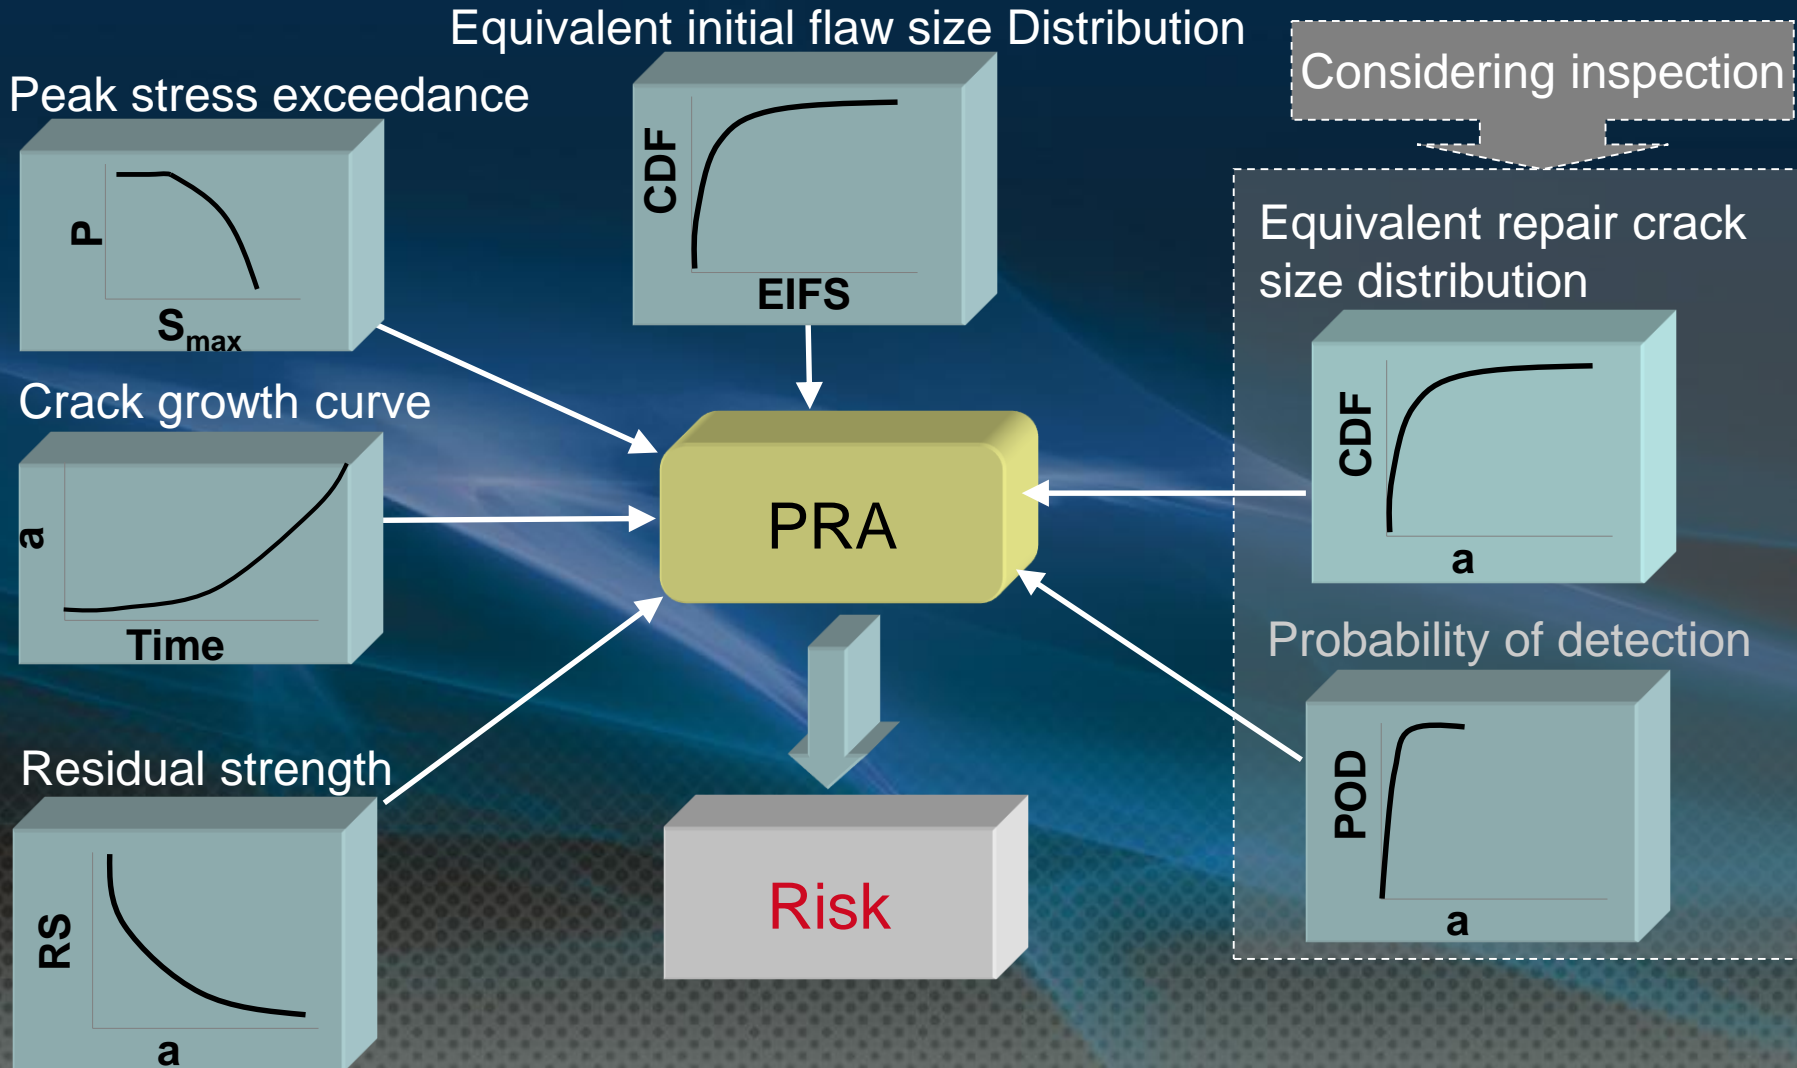 Equivalent initial flaw size Distribution
CDF
EIFS
Peak stress exceedance
P
Smax
Crack growth curve
a
Time
Residual strength
RS
a
PRA
Risk
Considering inspection
Equivalent repair crack
size distribution
CDF
a
Probability of detection
POD
a